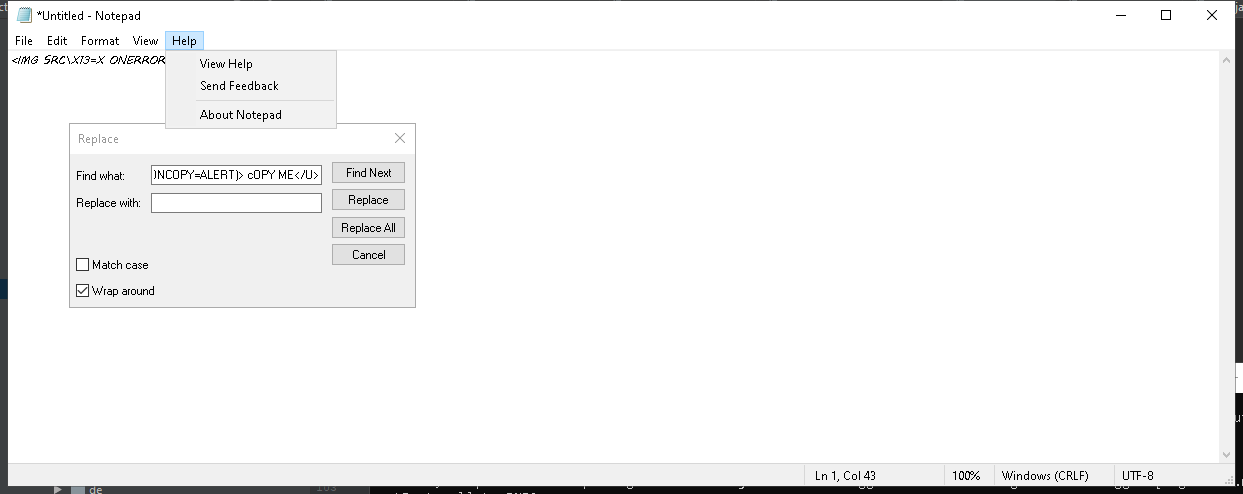 *Untitled - Notepad
File Edit Format View Help
<IMG SRC\X13=X ONERROR
View Help
Send Feedback
About Notepad
Replace
Find what: )NCOPY=ALERT)> cOPY ME</U> Find Next
Replace with: Replace
Replace All
Cancel
Match case
Wrap around
Ln 1, Col 43 100% Windows (CRLF) UTF-8
de 103